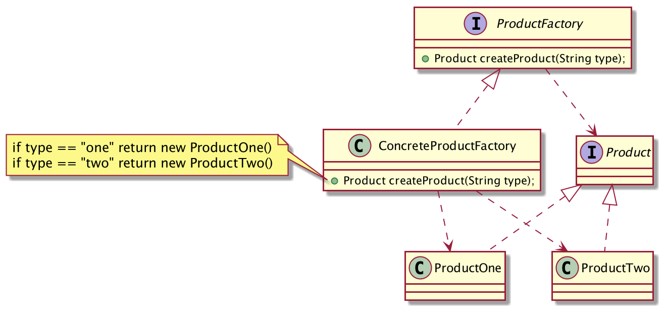 I ProductFactory
Product createProduct(String type);
if type == "one" return new ProductOne()
if type == "two" return new ProductTwo()
C ConcreteProductFactory
Product createProduct(String type);
I Product
C ProductOne
C ProductTwo